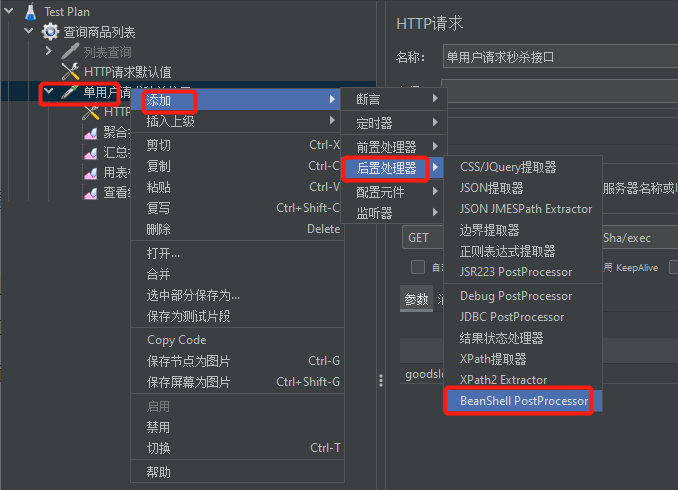 Test Plan
查询商品列表
列表查询
HTTP请求默认值
单用户请求秒杀接口
HTTP
聚合
汇总
用表
查看
添加
插入上级
剪切 Ctrl-X
复制 Ctrl-C
粘贴 Ctrl-V
复写 Ctrl+Shift-C
删除 Delete
打开...
合并
选中部分保存为...
保存为测试片段
Copy Code
保存节点为图片 Ctrl-G
保存屏幕为图片 Ctrl+Shift-G
启用
禁用
切换 Ctrl-T
帮助
断言
定时器
前置处理器
后置处理器
配置元件
监听器
CSS/JQuery提取器
JSON提取器
JSON JMESPath Extractor
边界提取器
正则表达式提取器
JSR223 PostProcessor
Debug PostProcessor
JDBC PostProcessor
结果状态处理器
XPath提取器
XPath2 Extractor
BeanShell PostProcessor
HTTP请求
名称: 单用户请求秒杀接口
服务器名称或
GET
Sha/exec
自
用 KeepAlive
参数
goodsl